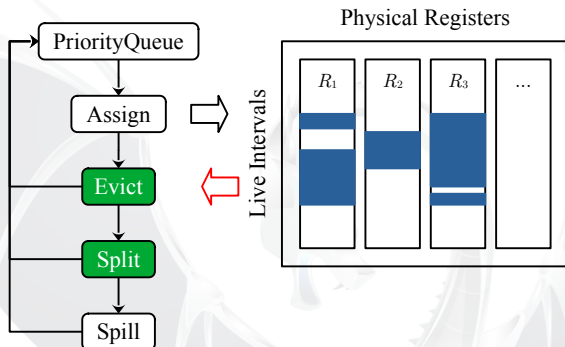 Physical Registers
PriorityQueue
Assign
Evict
Split
Spill
Live Intervals
R1
R2
R3
...